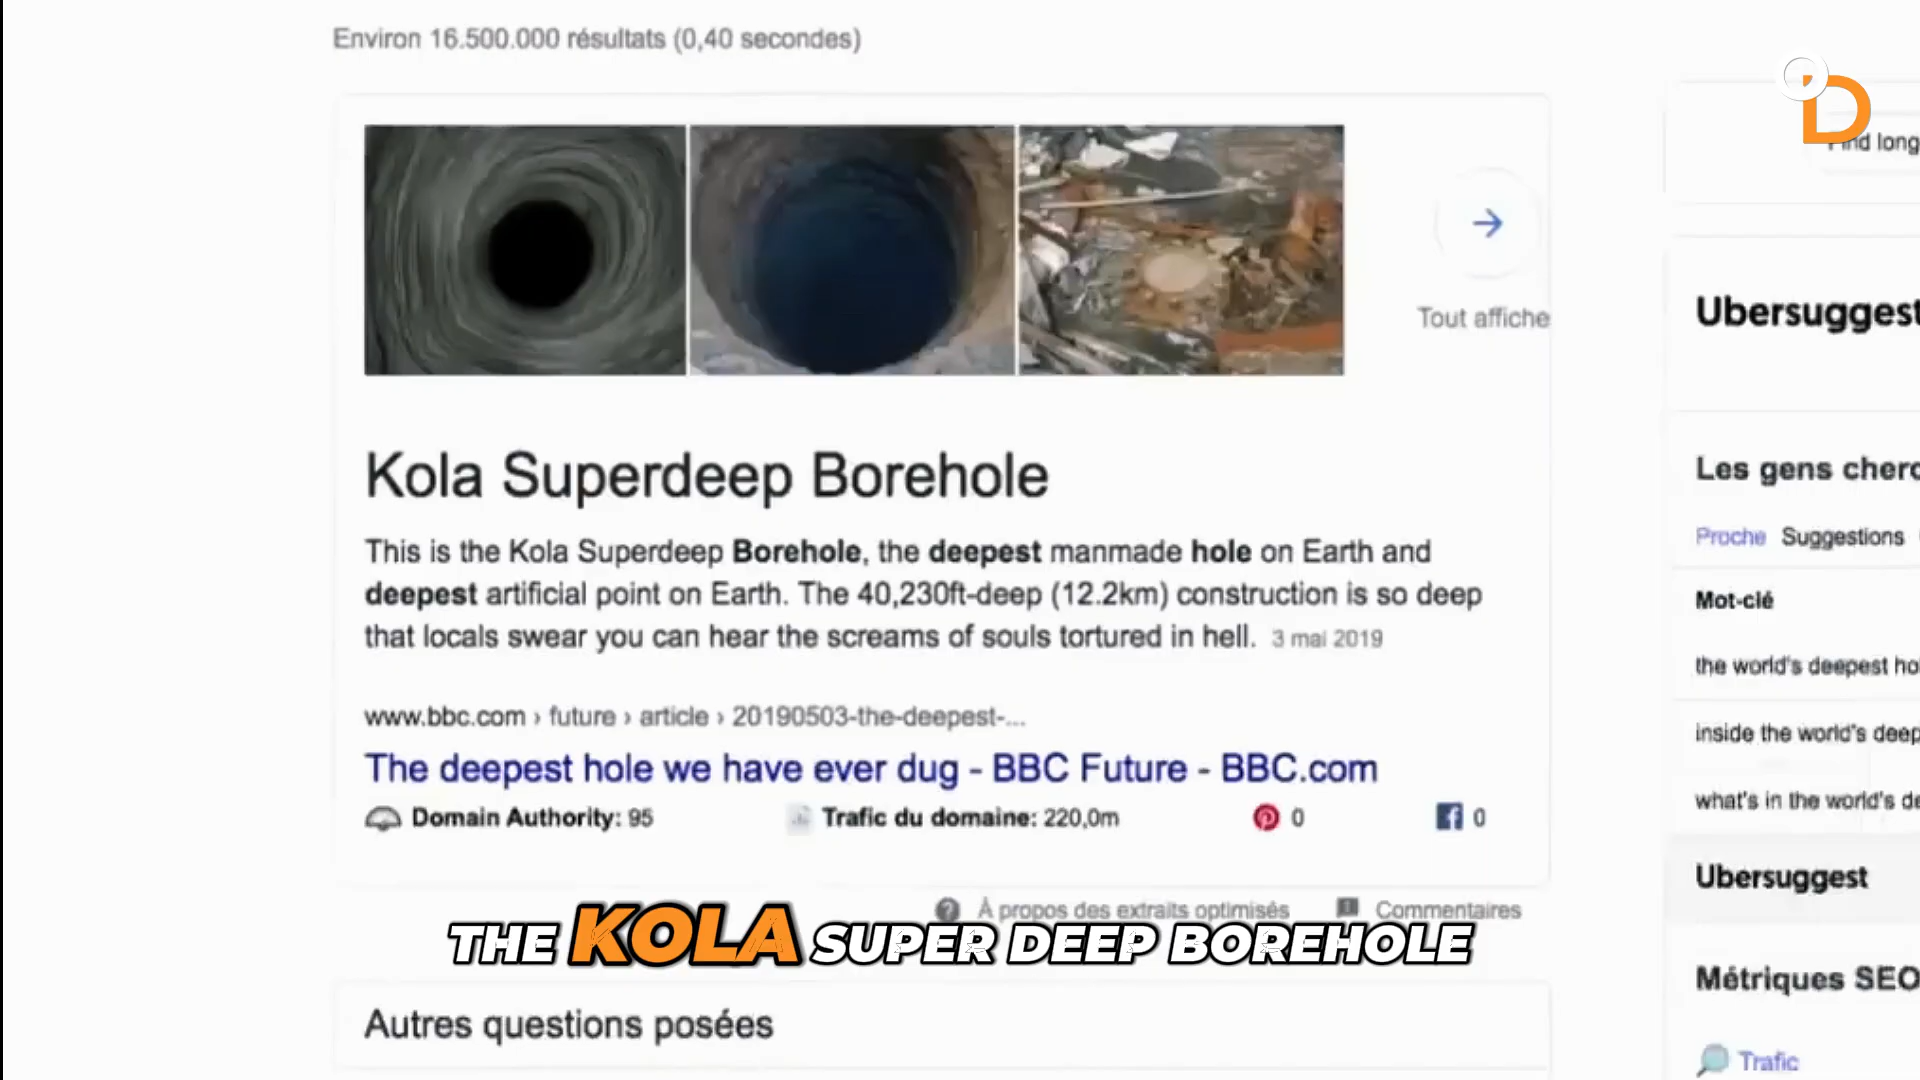 Environ 16.500.000 résultats (0,40 secondes)
D
find long
Tout affiche
Ubersuggest
Kola Superdeep Borehole
Les gens cherc
Proche Suggestions
This is the Kola Superdeep Borehole, the deepest manmade hole on Earth and
deepest artificial point on Earth. The 40,230ft-deep (12.2km) construction is so deep
that locals swear you can hear the screams of souls tortured in hell. 3 mai 2019
Mot-clé
the world's deepest ho
www.bbc.com › future › article › 20190503-the-deepest-...
inside the world's deep
The deepest hole we have ever dug - BBC Future - BBC.com
what's in the world's de
Domain Authority: 95 Trafic du domaine: 220,0m 0 0
Ubersuggest
À propos des extraits optimisés Commentaires
THE KOLA SUPER DEEP BOREHOLE
Métriques SEO
Autres questions posées
Trafic